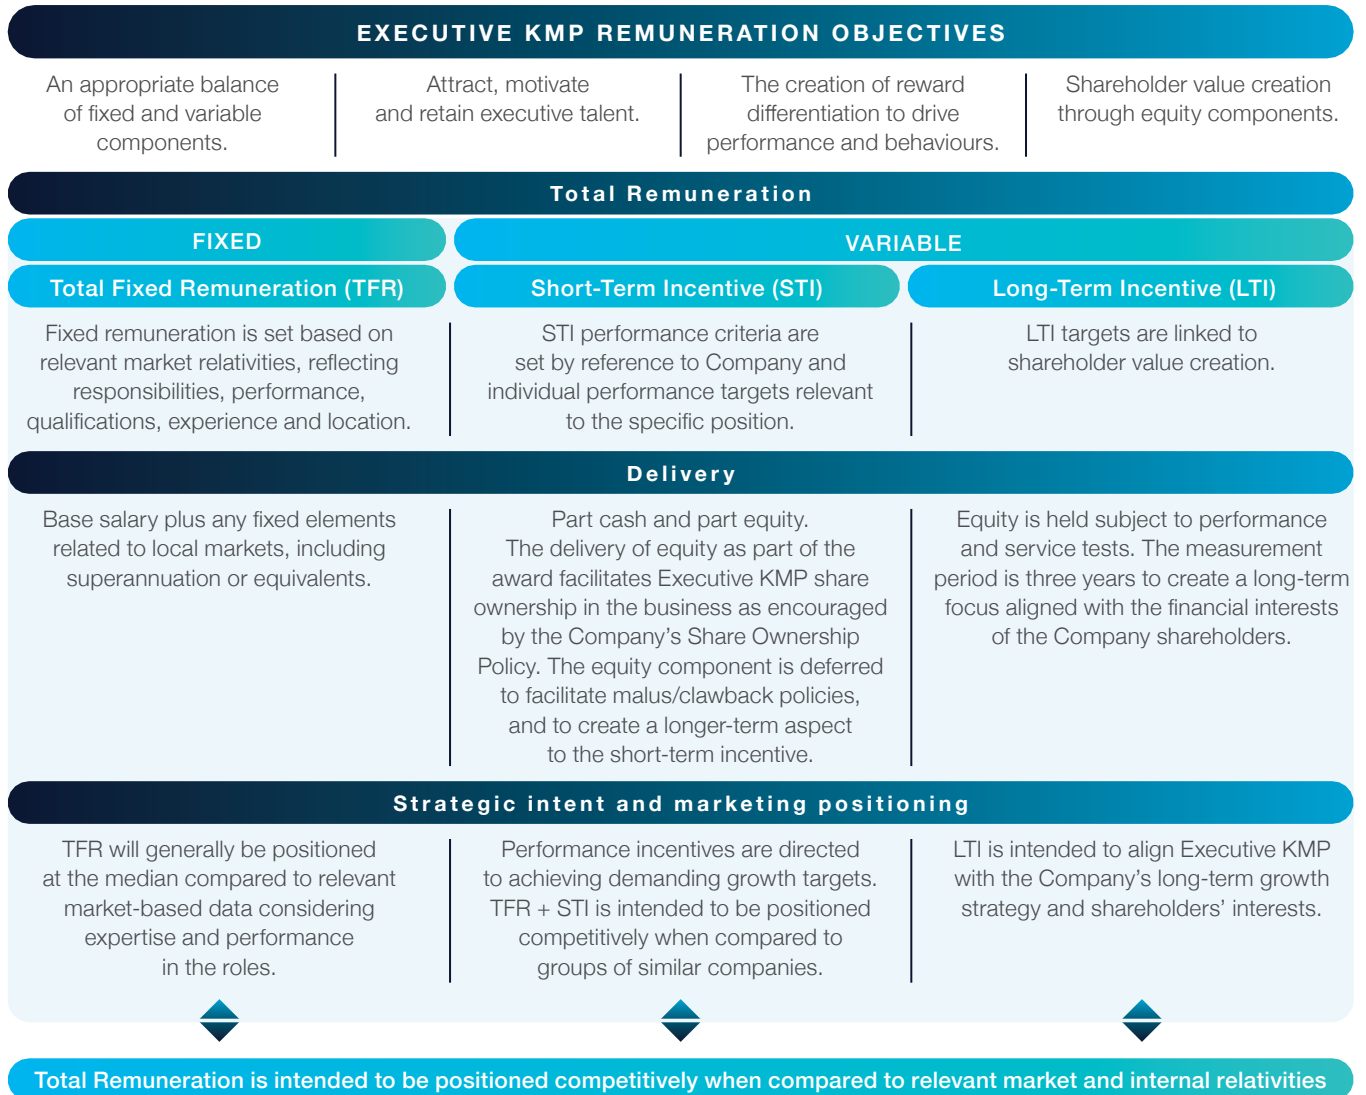 EXECUTIVE KMP REMUNERATION OBJECTIVES
An appropriate balance
of fixed and variable
components.
Attract, motivate
and retain executive talent.
The creation of reward
differentiation to drive
performance and behaviours.
Shareholder value creation
through equity components.
Total Remuneration
FIXED
VARIABLE
Total Fixed Remuneration (TFR)
Short-Term Incentive (STI)
Long-Term Incentive (LTI)
Fixed remuneration is set based on
relevant market relativities, reflecting
responsibilities, performance,
qualifications, experience and location.
STI performance criteria are
set by reference to Company and
individual performance targets relevant
to the specific position.
LTI targets are linked to
shareholder value creation.
Delivery
Base salary plus any fixed elements
related to local markets, including
superannuation or equivalents.
Part cash and part equity.
The delivery of equity as part of the
award facilitates Executive KMP share
ownership in the business as encouraged
by the Company's Share Ownership
Policy. The equity component is deferred
to facilitate malus/clawback policies,
and to create a longer-term aspect
to the short-term incentive.
Equity is held subject to performance
and service tests. The measurement
period is three years to create a long-term
focus aligned with the financial interests
of the Company shareholders.
Strategic intent and marketing positioning
TFR will generally be positioned
at the median compared to relevant
market-based data considering
expertise and performance
in the roles.
Performance incentives are directed
to achieving demanding growth targets.
TFR + STI is intended to be positioned
competitively when compared to
groups of similar companies.
LTI is intended to align Executive KMP
with the Company's long-term growth
strategy and shareholders' interests.
Total Remuneration is intended to be positioned competitively when compared to relevant market and internal relativities